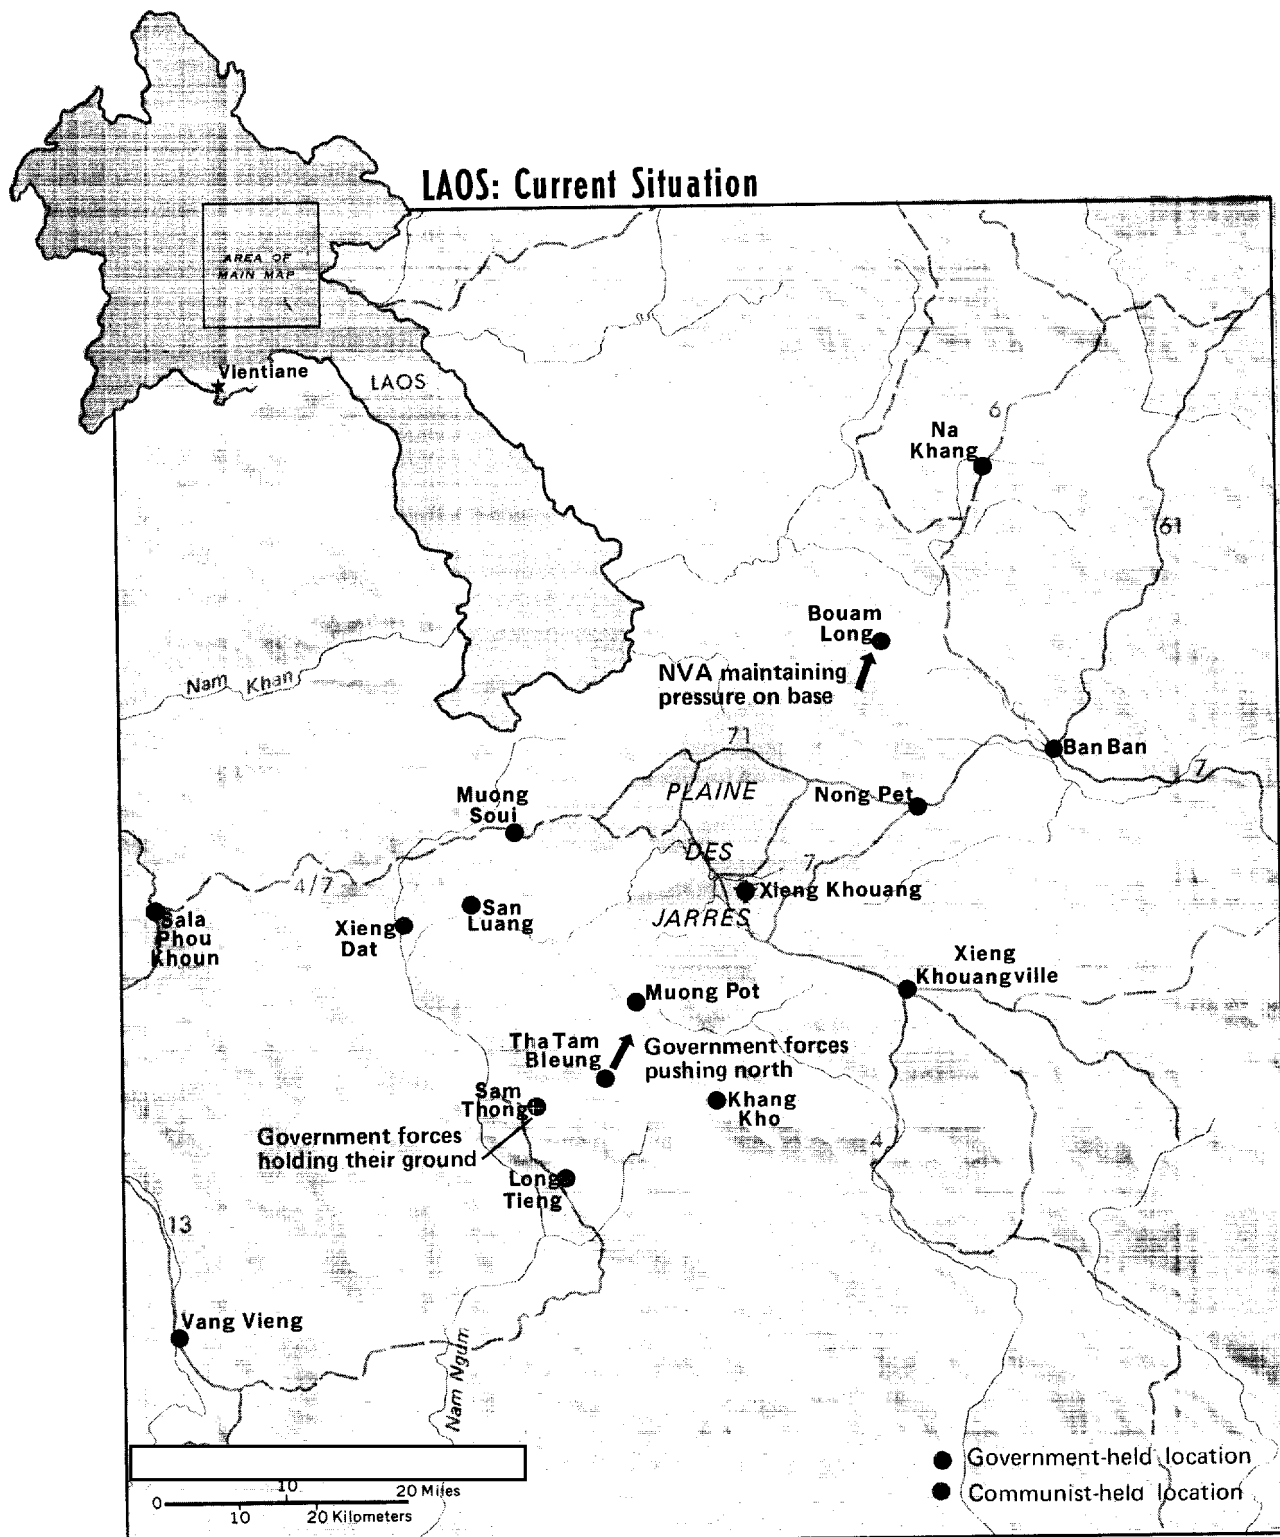 LAOS: Current Situation
AREA OF
MAIN MAP
Vientiane
LAOS
6
Na
Khang
61
Bouam
Long
NVA maintaining
pressure on base
Nam Khan
71
Ban Ban
7
PLAINE
Nong Pet
Muong
Soui
DES
7
4/7
Xieng Khouang
JARRES
San
Luang
Sala
Phou
Khoun
Xieng
Dat
Xieng
Khouangville
Muong Pot
Tha Tam
Bleung
Government forces
pushing north
Sam
Thong
Khang
Kho
Government forces
holding their ground
4
Long
Tieng
13
Vang Vieng
Nam Ngum
Government-held location
Communist-held location
10 20 Miles
0
10 20 Kilometers